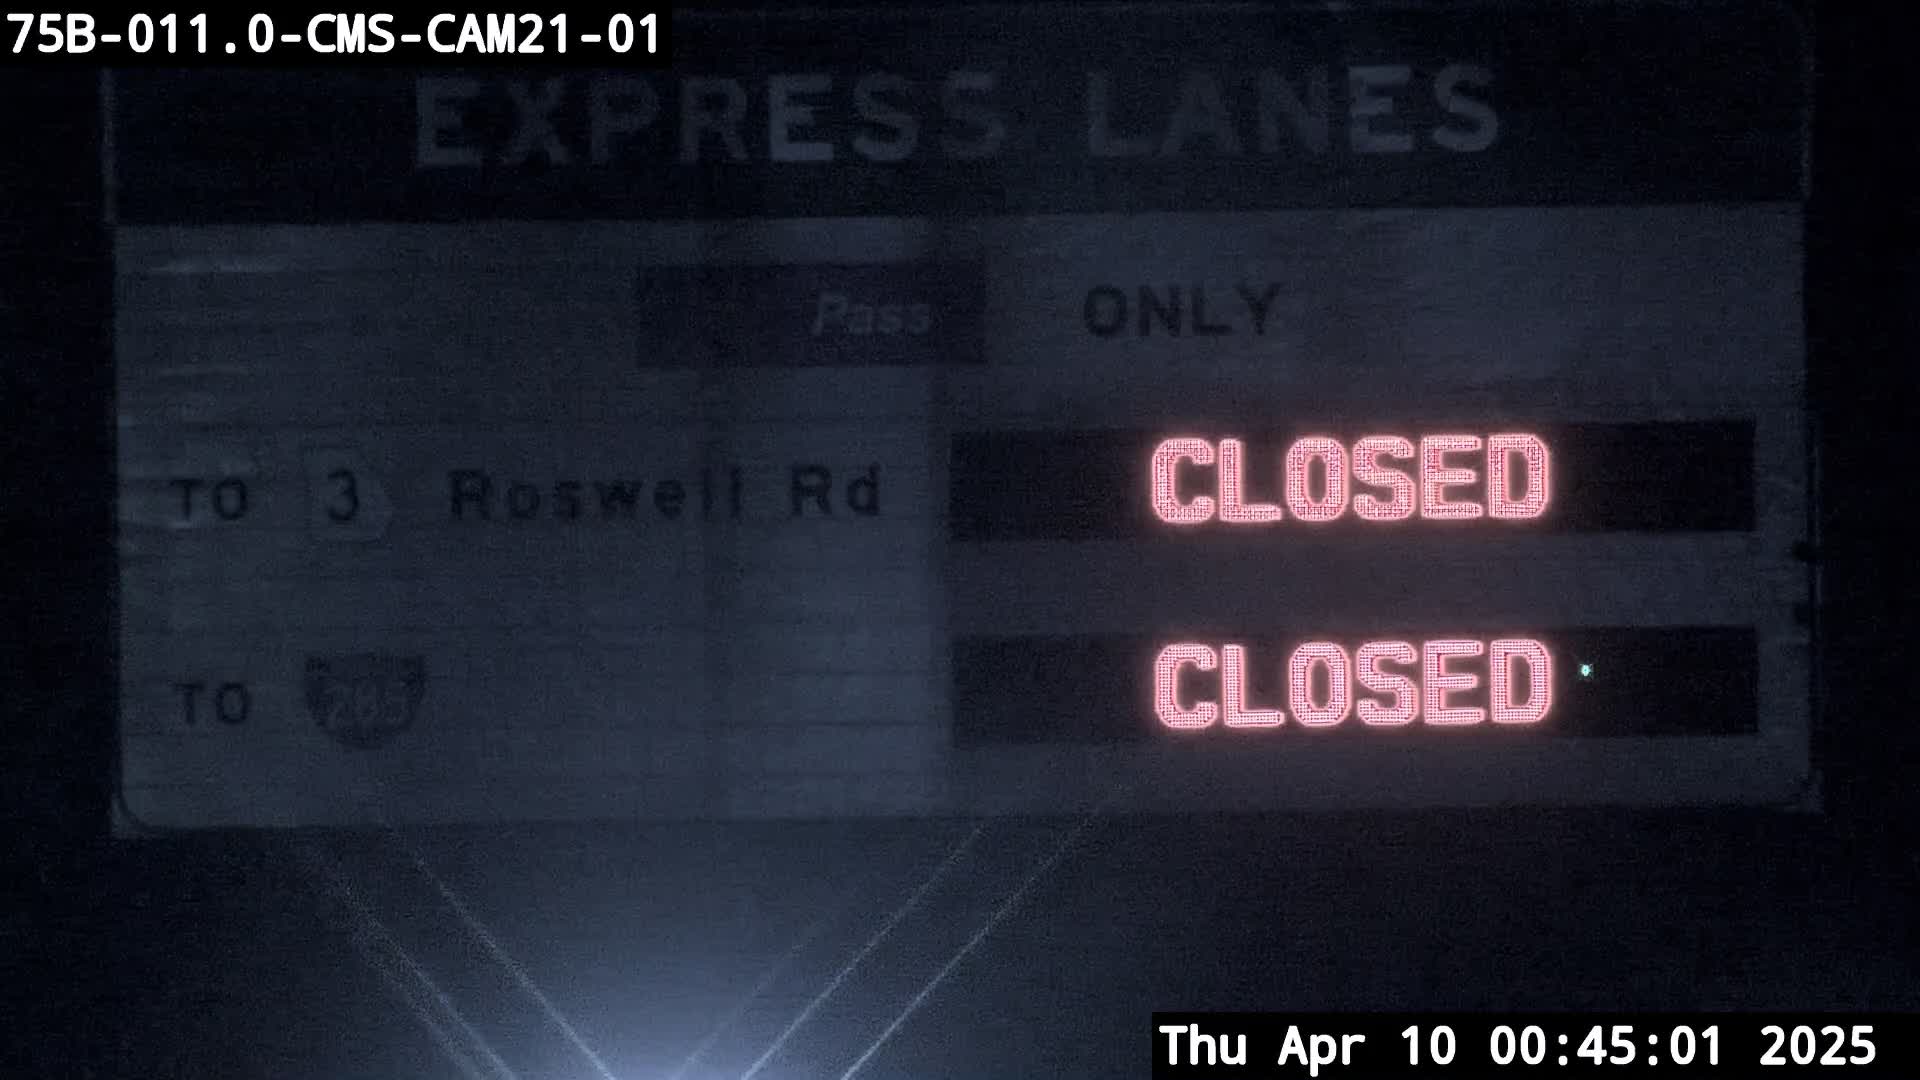 75B-011.0-CMS-CAM21-01
EXPRESS LANES
Pass ONLY
TO 3 Roswell Rd CLOSED
TO 285 CLOSED
Thu Apr 10 00:45:01 2025